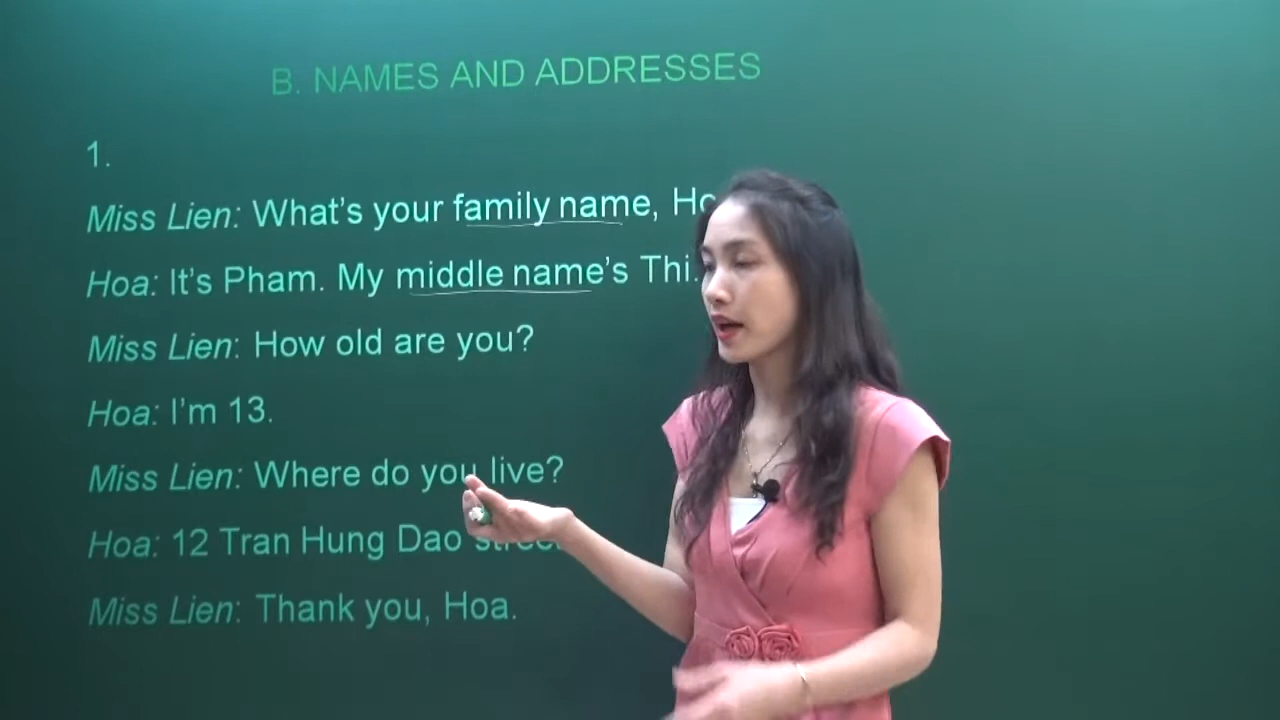 B. NAMES AND ADDRESSES
1.
Miss Lien: What's your family name,
Hoa: It's Pham. My middle name's Thi.
Miss Lien: How old are you?
Hoa: I'm 13.
Miss Lien: Where do you live?
Hoa: 12 Tran Hung Dao street
Miss Lien: Thank you, Hoa.